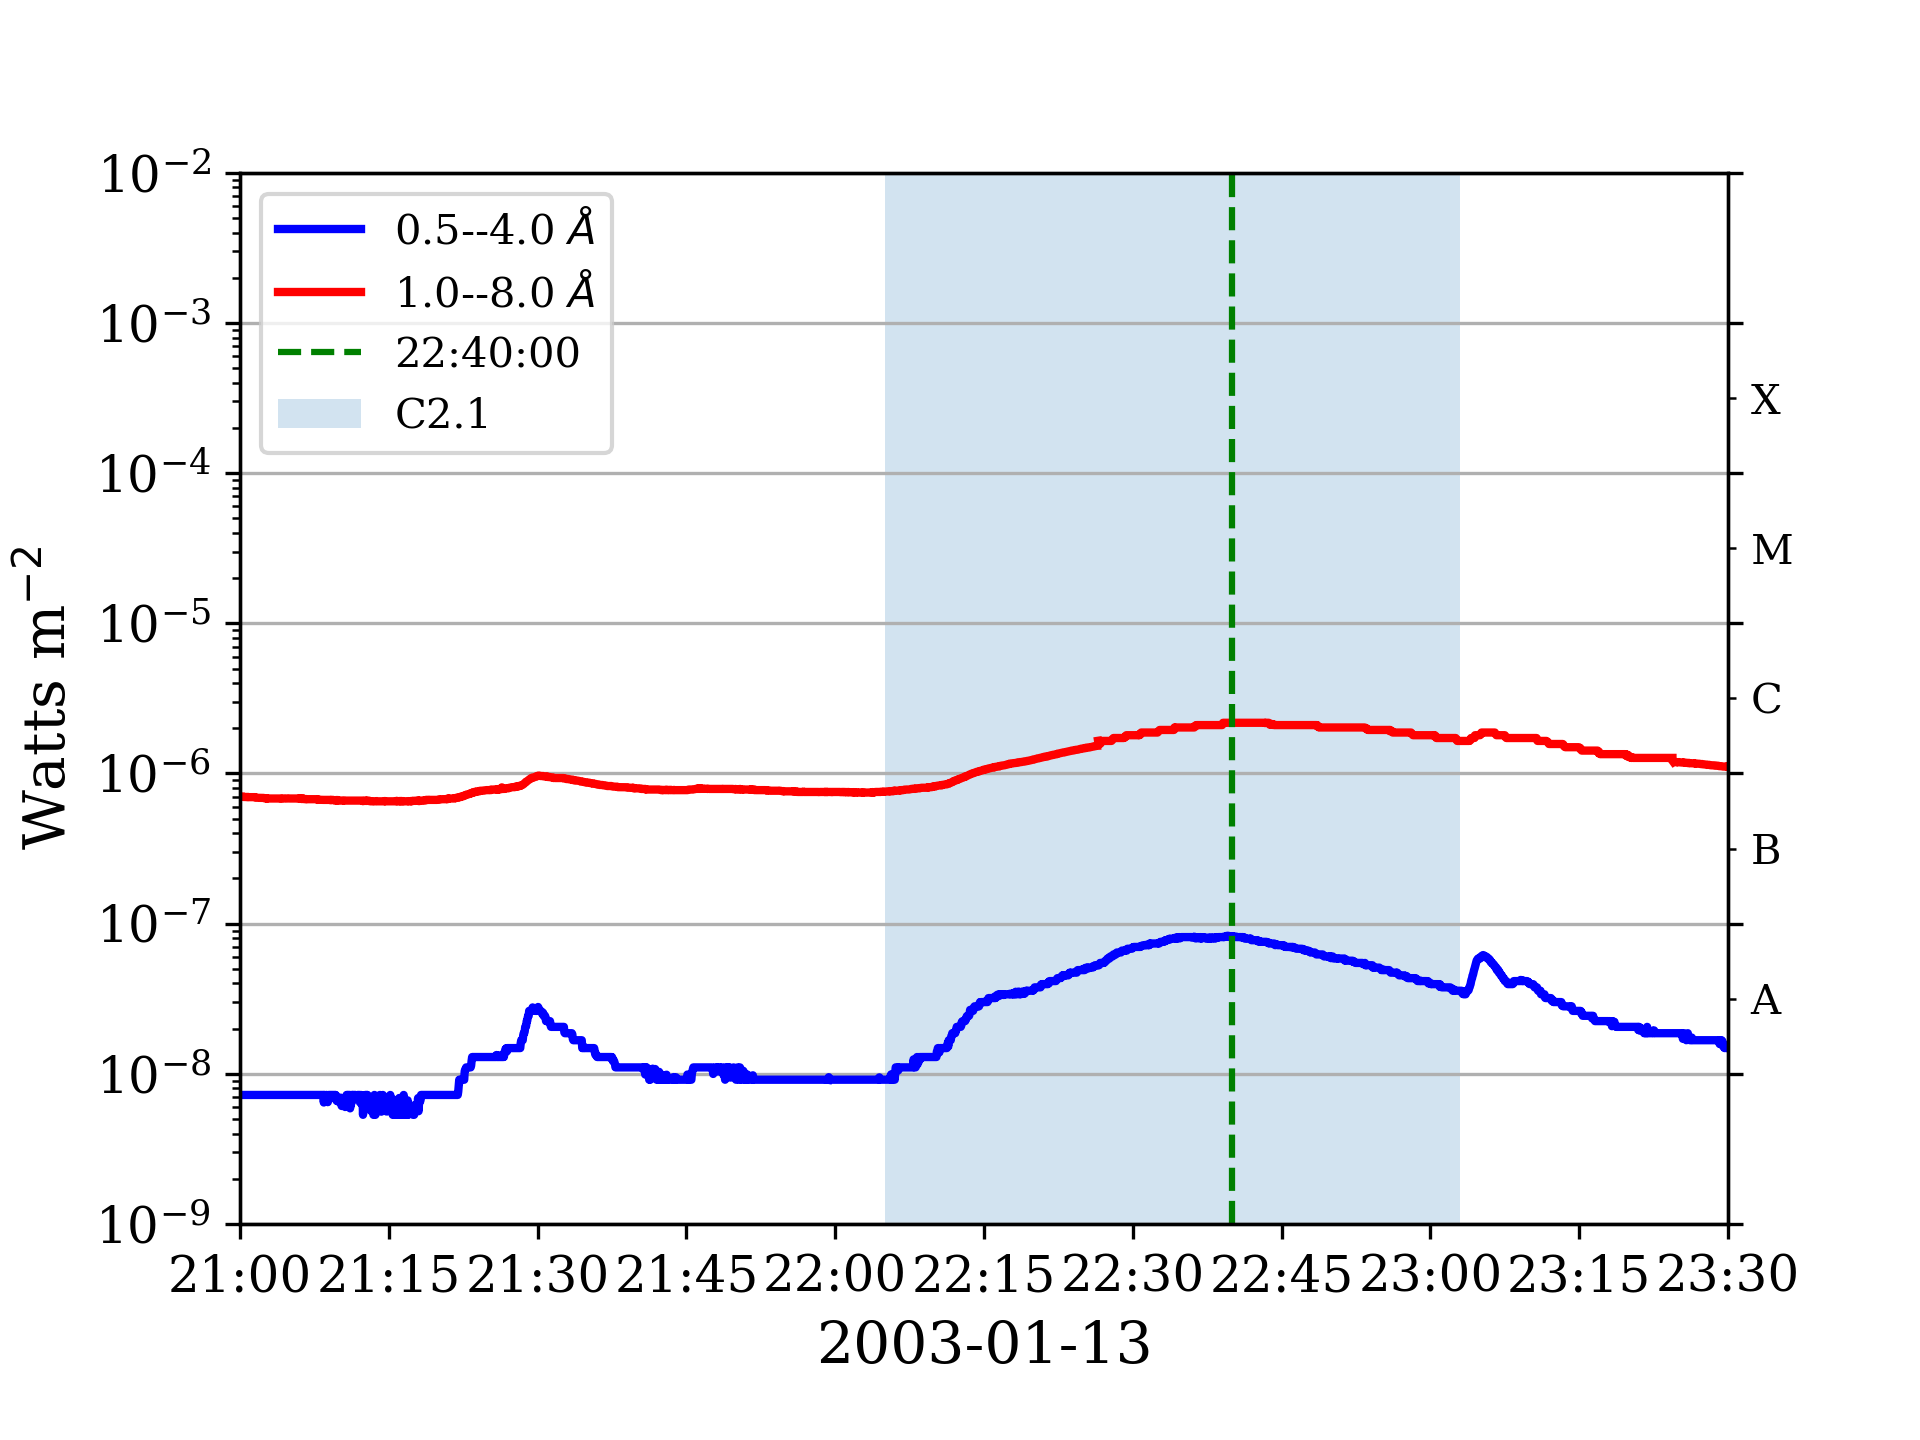 10⁻²
10⁻³
10⁻⁴
10⁻⁵
10⁻⁶
10⁻⁷
10⁻⁸
10⁻⁹
Watts m⁻²
0.5--4.0 Å
1.0--8.0 Å
22:40:00
C2.1
X
M
C
B
A
21:00 21:15 21:30 21:45 22:00 22:15 22:30 22:45 23:00 23:15 23:30
2003-01-13